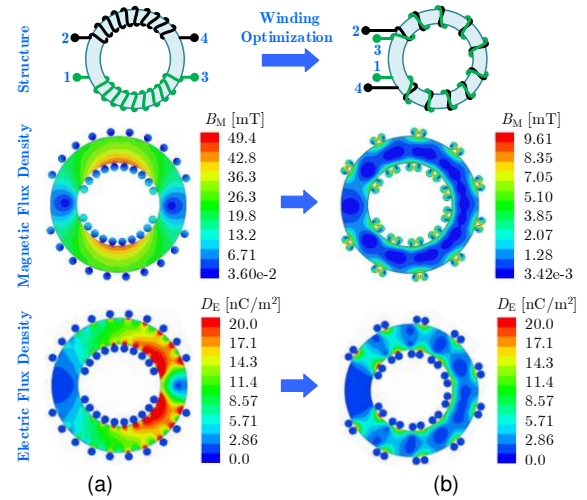 Structure
2
4
1
3
Winding
Optimization
2
3
1
4
Magnetic Flux Density
B_M [mT]
49.4
42.8
36.3
26.3
19.8
13.2
6.71
3.60e-2
B_M [mT]
9.61
8.35
7.05
5.10
3.85
2.07
1.28
3.42e-3
Electric Flux Density
D_E [nC/m²]
20.0
17.1
14.3
11.4
8.57
5.71
2.86
0.0
D_E [nC/m²]
20.0
17.1
14.3
11.4
8.57
5.71
2.86
0.0
(a)
(b)